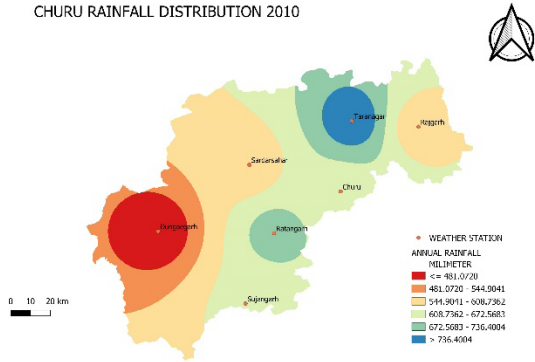 CHURU RAINFALL DISTRIBUTION 2010
Taranagar
Rajgarh
Sardarsahar
Churu
Dungargarh
Ratangarh
Sujangarh
WEATHER STATION
ANNUAL RAINFALL
MILIMETER
<= 481.0720
481.0720 - 544.9041
544.9041 - 608.7362
608.7362 - 672.5683
672.5683 - 736.4004
> 736.4004
0 10 20 km